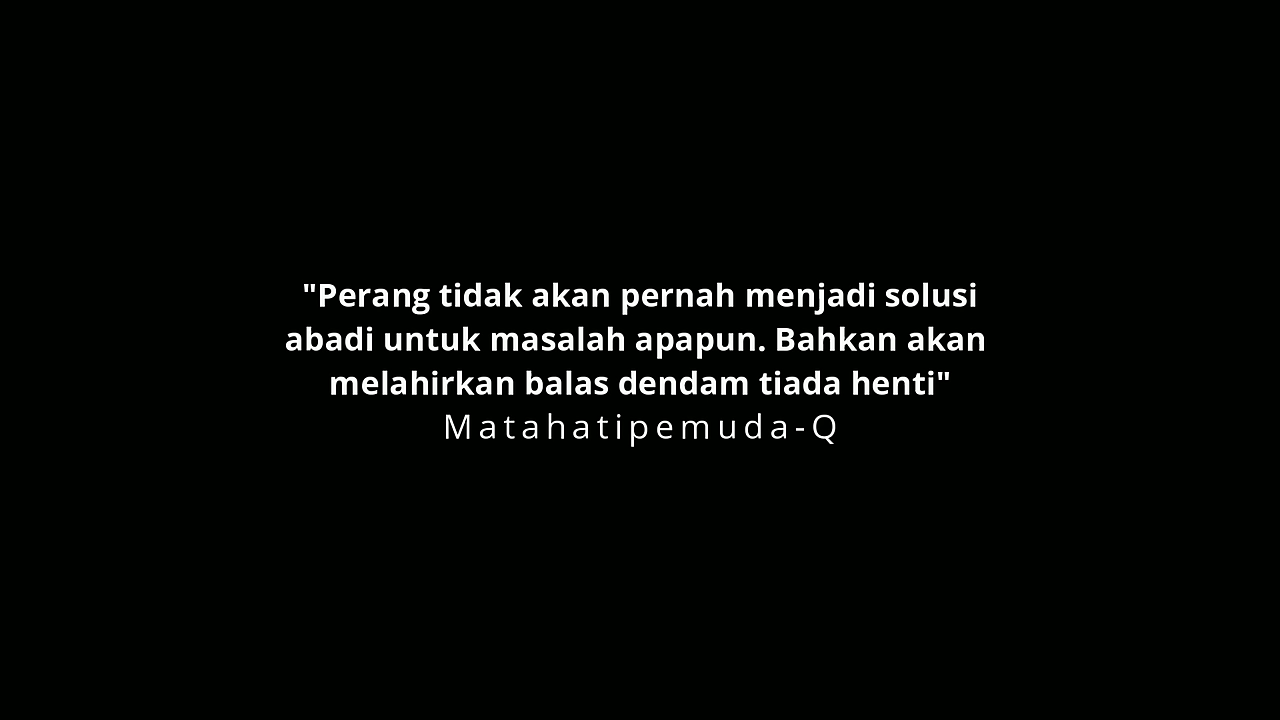 "Perang tidak akan pernah menjadi solusi
abadi untuk masalah apapun. Bahkan akan
melahirkan balas dendam tiada henti"
Matahatipemuda-Q